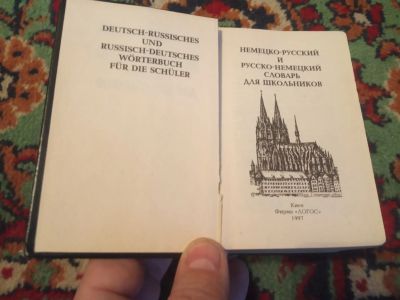 DEUTSCH-RUSSISCHES
UND
RUSSISCH-DEUTSCHES
WÖRTERBUCH
FÜR DIE SCHÜLER
НЕМЕЦКО-РУССКИЙ
И
РУССКО-НЕМЕЦКИЙ
СЛОВАРЬ
ДЛЯ ШКОЛЬНИКОВ
Киев
Фирма «ЛОГОС»
1997